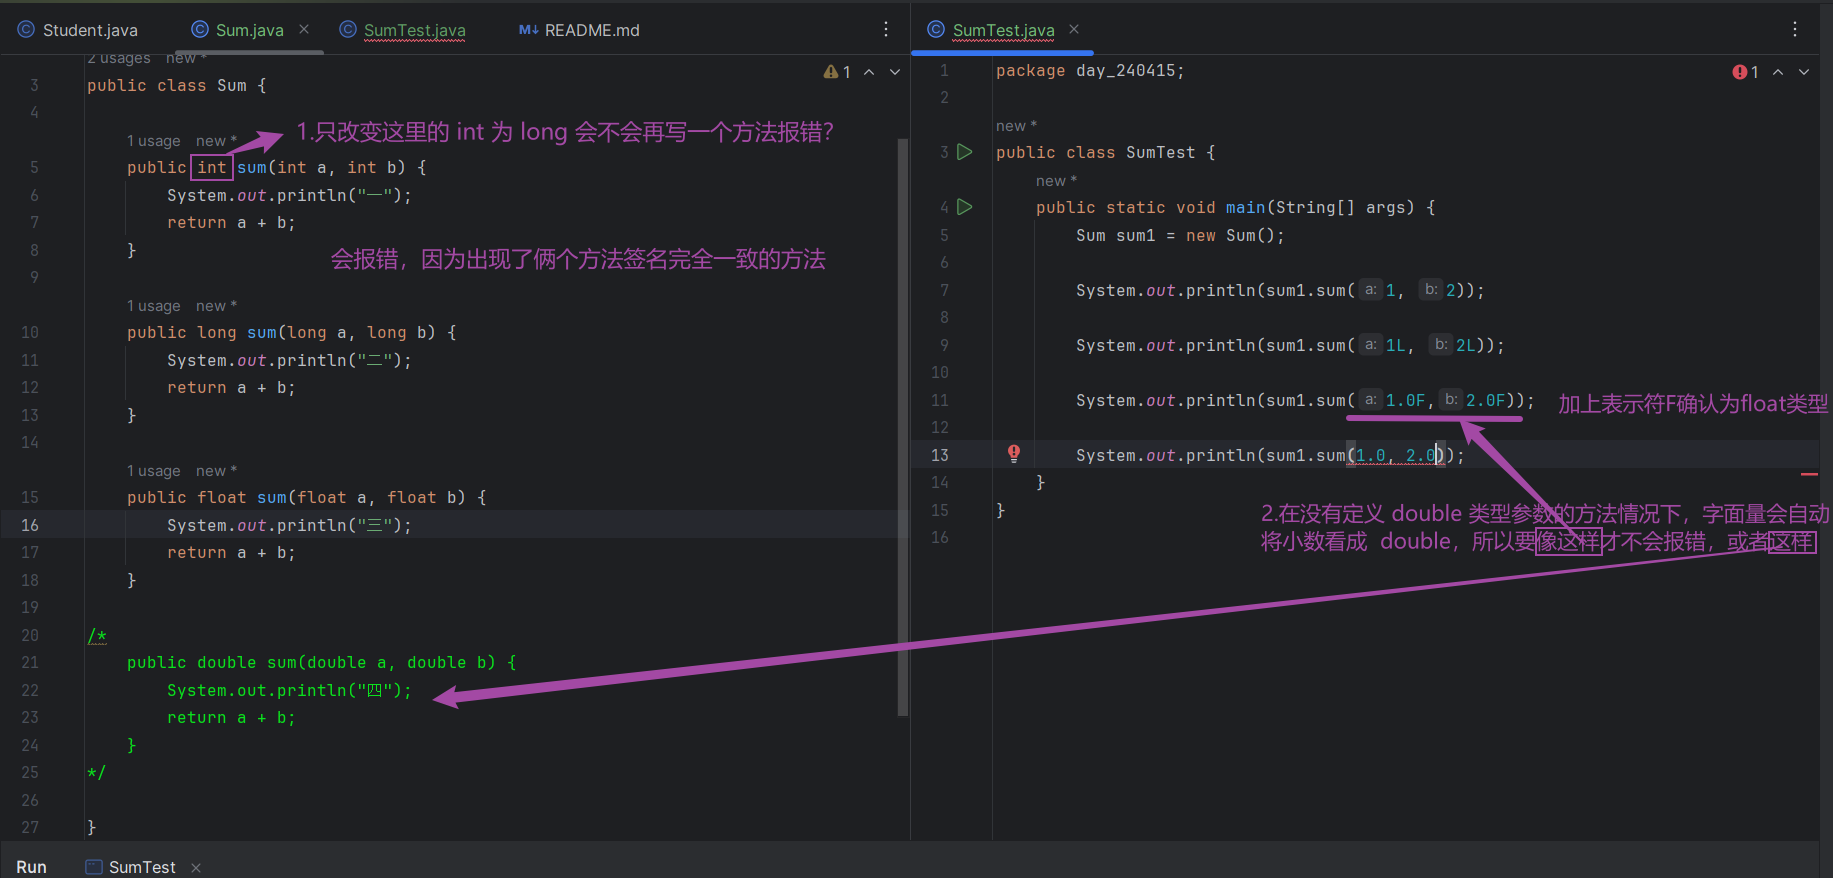 Student.java
Sum.java
SumTest.java
M↓ README.md
2 usages new *
1
3 public class Sum {
4
1 usage new *
1.只改变这里的 int 为 long 会不会再写一个方法报错?
5 public int sum(int a, int b) {
6 System.out.println("一");
7 return a + b;
8 }
会报错，因为出现了俩个方法签名完全一致的方法
9
1 usage new *
10 public long sum(long a, long b) {
11 System.out.println("二");
12 return a + b;
13 }
14
1 usage new *
15 public float sum(float a, float b) {
16 System.out.println("三");
17 return a + b;
18 }
19
20 /*
21 public double sum(double a, double b) {
22 System.out.println("四");
23 return a + b;
24 }
25 */
26
27 }
SumTest.java
1
1 package day_240415;
2
new *
3 public class SumTest {
new *
4 public static void main(String[] args) {
5 Sum sum1 = new Sum();
6
7 System.out.println(sum1.sum( a: 1, b: 2));
8
9 System.out.println(sum1.sum( a: 1L, b: 2L));
10
11 System.out.println(sum1.sum( a: 1.0F, b: 2.0F));
加上表示符F确认为float类型
12
13 System.out.println(sum1.sum(1.0, 2.0));
14 }
15 }
2.在没有定义 double 类型参数的方法情况下，字面量会自动
将小数看成 double，所以要像这样才不会报错，或者这样
16
Run
SumTest